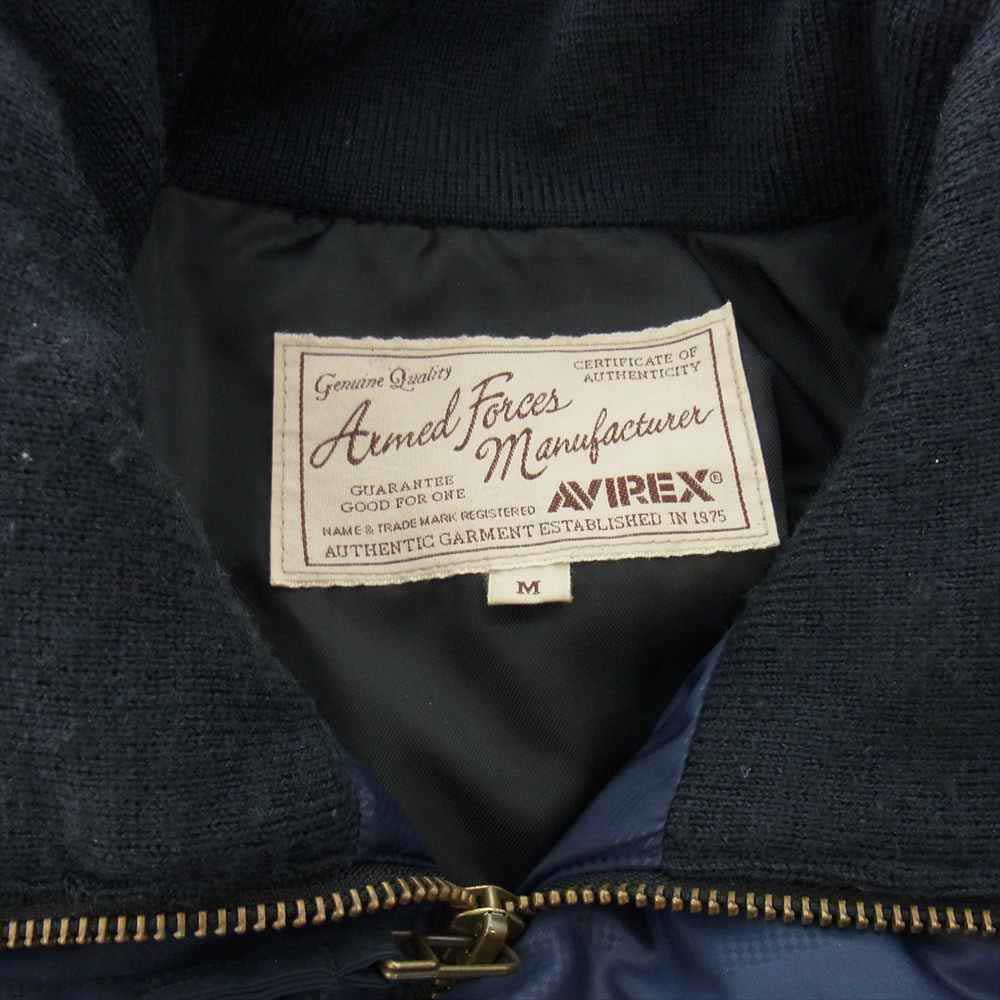 Genuine Quality
CERTIFICATE OF
AUTHENTICITY
Armed Forces
Manufacturer
GUARANTEE
GOOD FOR ONE
AVIREX®
NAME & TRADE MARK REGISTERED
AUTHENTIC GARMENT ESTABLISHED IN 1975
M